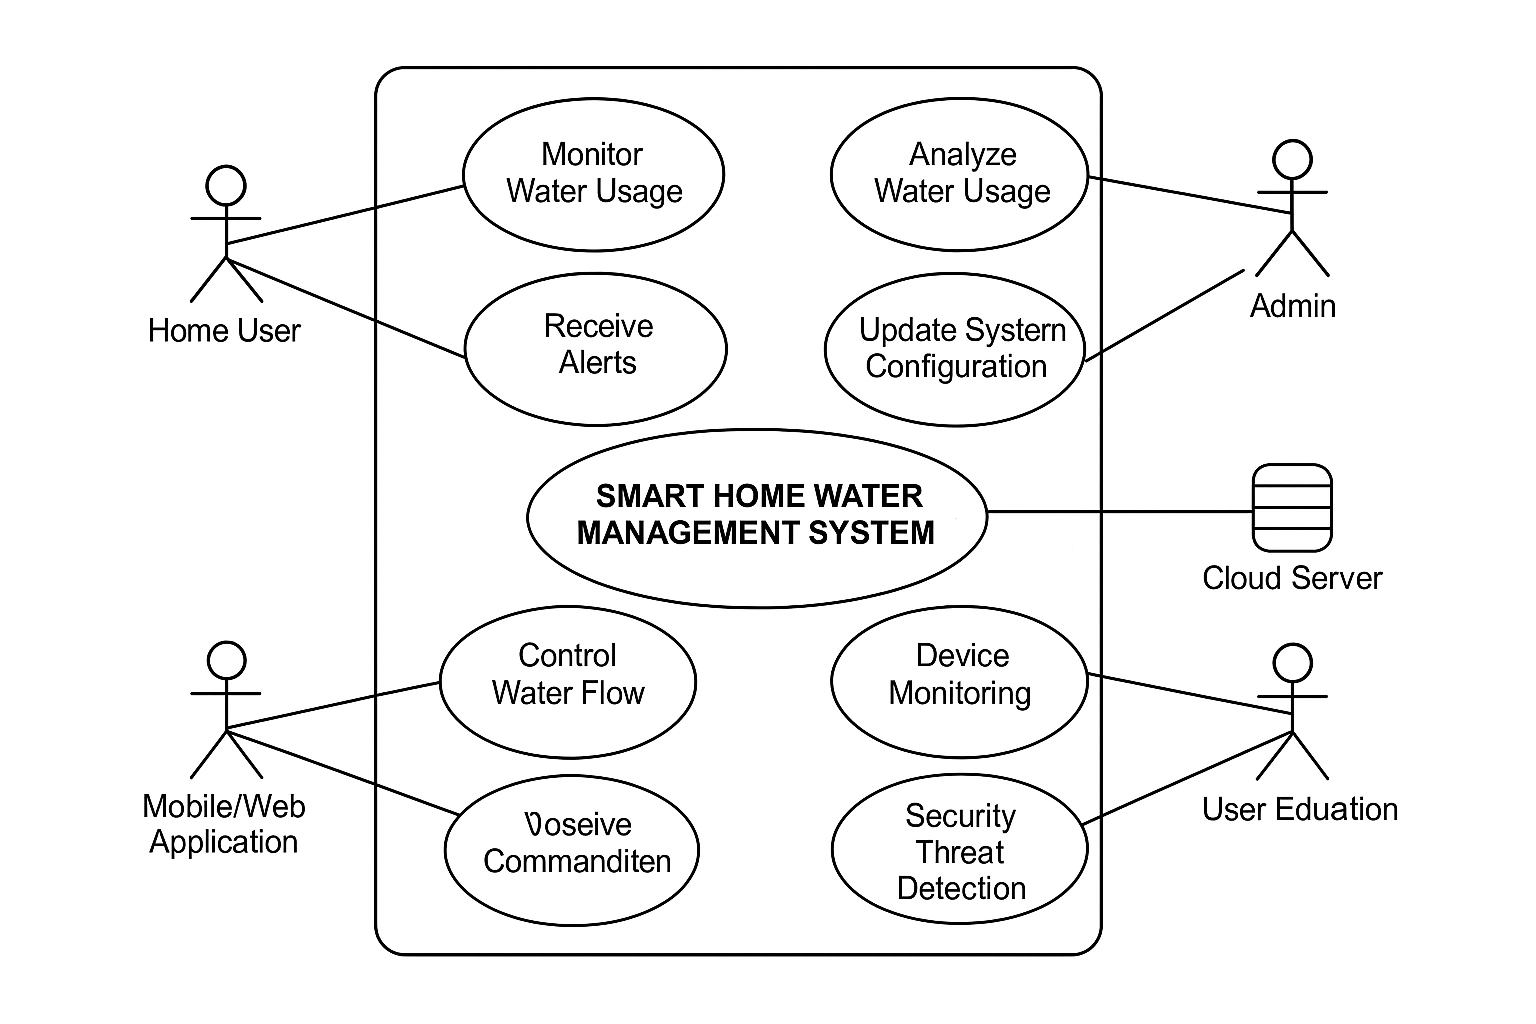 Monitor
Water Usage
Analyze
Water Usage
Home User
Receive
Alerts
Update Systern
Configuration
Admin
SMART HOME WATER
MANAGEMENT SYSTEM
Cloud Server
Control
Water Flow
Device
Monitoring
Mobile/Web
Application
Commanditen
Security
Threat
Detection
User Eduation